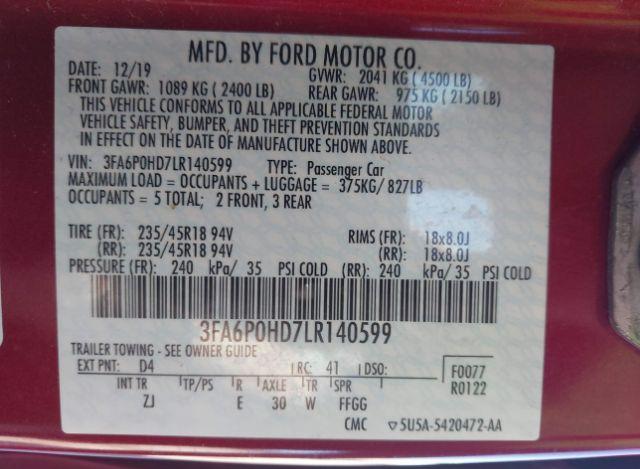 MFD. BY FORD MOTOR CO.
DATE: 12/19 GVWR: 2041 KG ( 4500 LB)
FRONT GAWR: 1089 KG ( 2400 LB) REAR GAWR: 975 KG ( 2150 LB)
THIS VEHICLE CONFORMS TO ALL APPLICABLE FEDERAL MOTOR
VEHICLE SAFETY, BUMPER, AND THEFT PREVENTION STANDARDS
IN EFFECT ON THE DATE OF MANUFACTURE SHOWN ABOVE.
VIN: 3FA6P0HD7LR140599 TYPE: Passenger Car
MAXIMUM LOAD = OCCUPANTS + LUGGAGE = 375KG/ 827LB
OCCUPANTS = 5 TOTAL; 2 FRONT, 3 REAR
TIRE (FR): 235/45R18 94V RIMS (FR): 18x8.0J
(RR): 235/45R18 94V (RR): 18x8.0J
PRESSURE (FR): 240 kPa/ 35 PSI COLD (RR): 240 kPa/ 35 PSI COLD
3FA6P0HD7LR140599
TRAILER TOWING - SEE OWNER GUIDE
EXT PNT: D4 RC: 41 DSO: F0077
INT TR TP/PS R AXLE TR SPR R0122
ZJ E 30 W FFGG
CMC ▽5U5A-5420472-AA